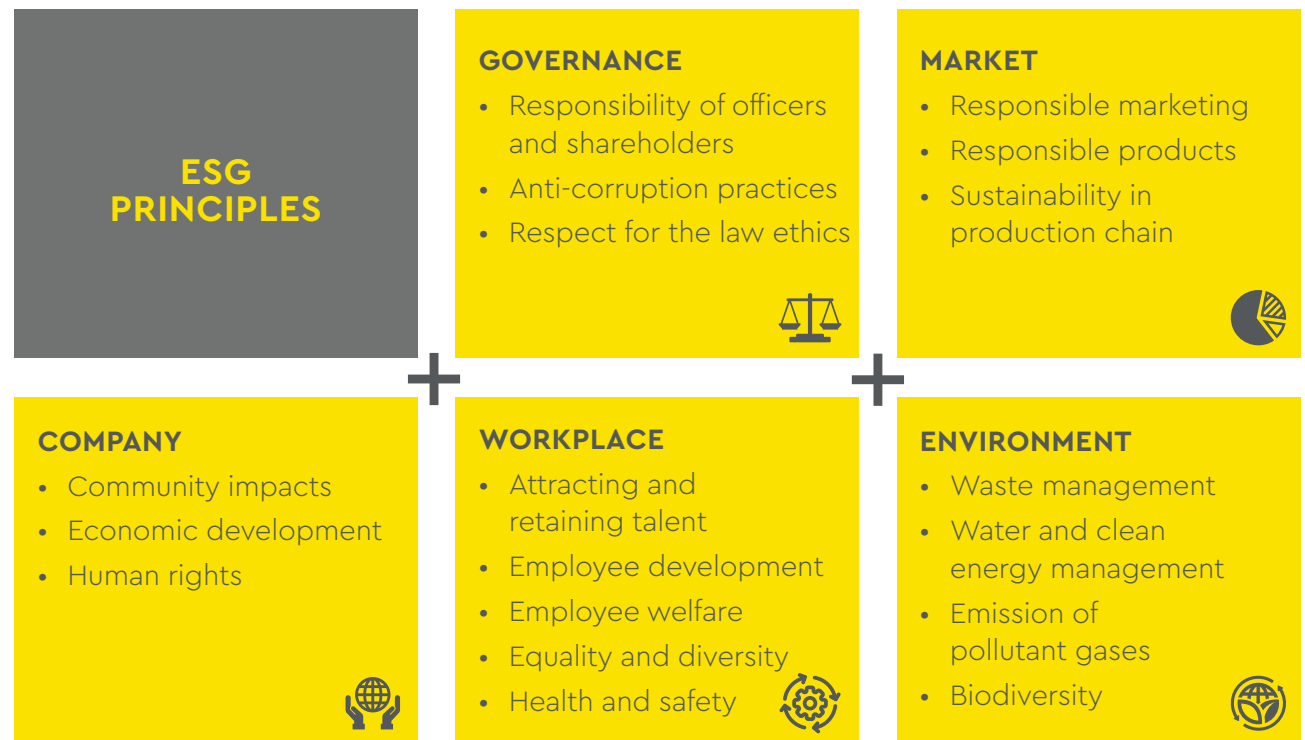 ESG
PRINCIPLES
GOVERNANCE
• Responsibility of officers
and shareholders
• Anti-corruption practices
• Respect for the law ethics
MARKET
• Responsible marketing
• Responsible products
• Sustainability in
production chain
COMPANY
• Community impacts
• Economic development
• Human rights
WORKPLACE
• Attracting and
retaining talent
• Employee development
• Employee welfare
• Equality and diversity
• Health and safety
ENVIRONMENT
• Waste management
• Water and clean
energy management
• Emission of
pollutant gases
• Biodiversity